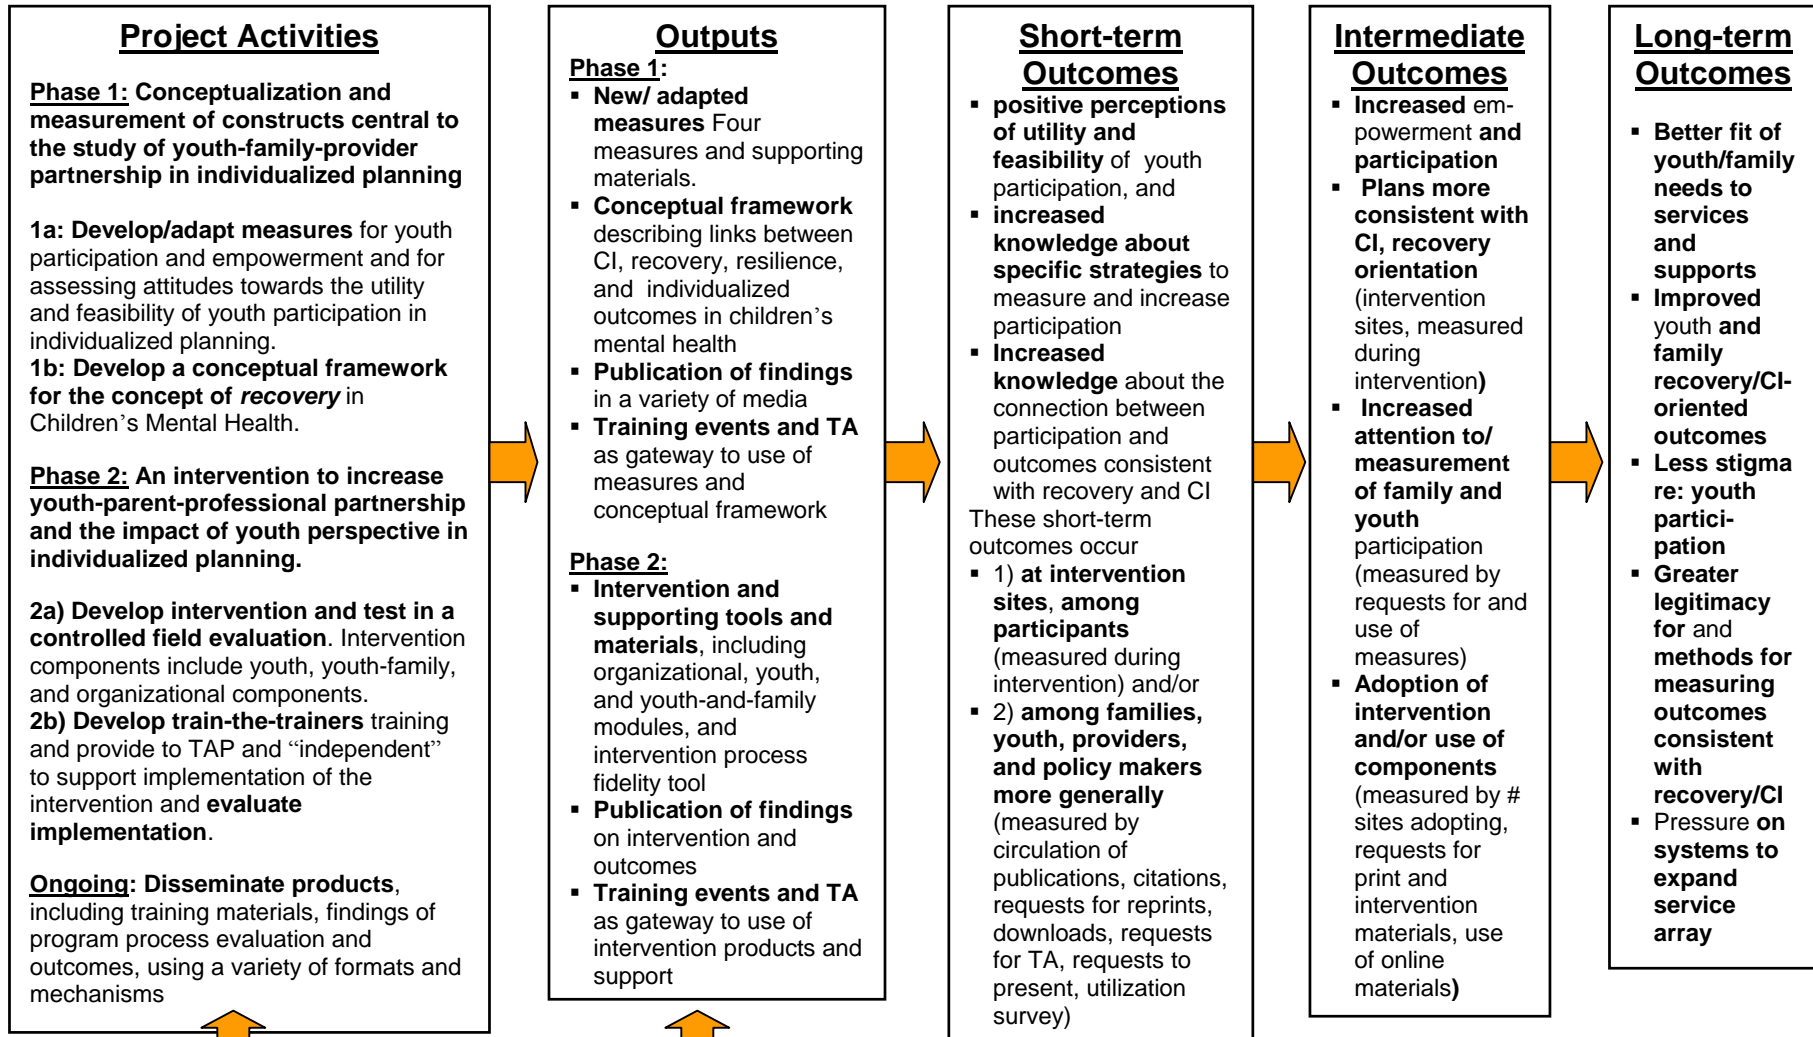 Project Activities
Phase 1: Conceptualization and
measurement of constructs central to
the study of youth-family-provider
partnership in individualized planning
1a: Develop/adapt measures for youth
participation and empowerment and for
assessing attitudes towards the utility
and feasibility of youth participation in
individualized planning.
1b: Develop a conceptual framework
for the concept of recovery in
Children’s Mental Health.
Phase 2: An intervention to increase
youth-parent-professional partnership
and the impact of youth perspective in
individualized planning.
2a) Develop intervention and test in a
controlled field evaluation. Intervention
components include youth, youth-family,
and organizational components.
2b) Develop train-the-trainers training
and provide to TAP and “independent”
to support implementation of the
intervention and evaluate
implementation.
Ongoing: Disseminate products,
including training materials, findings of
program process evaluation and
outcomes, using a variety of formats and
mechanisms
Outputs
Phase 1:
▪ New/ adapted
measures Four
measures and supporting
materials.
▪ Conceptual framework
describing links between
CI, recovery, resilience,
and individualized
outcomes in children’s
mental health
▪ Publication of findings
in a variety of media
▪ Training events and TA
as gateway to use of
measures and
conceptual framework
Phase 2:
▪ Intervention and
supporting tools and
materials, including
organizational, youth,
and youth-and-family
modules, and
intervention process
fidelity tool
▪ Publication of findings
on intervention and
outcomes
▪ Training events and TA
as gateway to use of
intervention products and
support
Short-term
Outcomes
▪ positive perceptions
of utility and
feasibility of youth
participation, and
▪ increased
knowledge about
specific strategies to
measure and increase
participation
▪ Increased
knowledge about the
connection between
participation and
outcomes consistent
with recovery and CI
These short-term
outcomes occur
▪ 1) at intervention
sites, among
participants
(measured during
intervention) and/or
▪ 2) among families,
youth, providers,
and policy makers
more generally
(measured by
circulation of
publications, citations,
requests for reprints,
downloads, requests
for TA, requests to
present, utilization
survey)
Intermediate
Outcomes
▪ Increased em-
powerment and
participation
▪ Plans more
consistent with
CI, recovery
orientation
(intervention
sites, measured
during
intervention)
▪ Increased
attention to/
measurement
of family and
youth
participation
(measured by
requests for and
use of
measures)
▪ Adoption of
intervention
and/or use of
components
(measured by #
sites adopting,
requests for
print and
intervention
materials, use
of online
materials)
Long-term
Outcomes
▪ Better fit of
youth/family
needs to
services
and
supports
▪ Improved
youth and
family
recovery/CI-
oriented
outcomes
▪ Less stigma
re: youth
partici-
pation
▪ Greater
legitimacy
for and
methods for
measuring
outcomes
consistent
with
recovery/CI
▪ Pressure on
systems to
expand
service
array